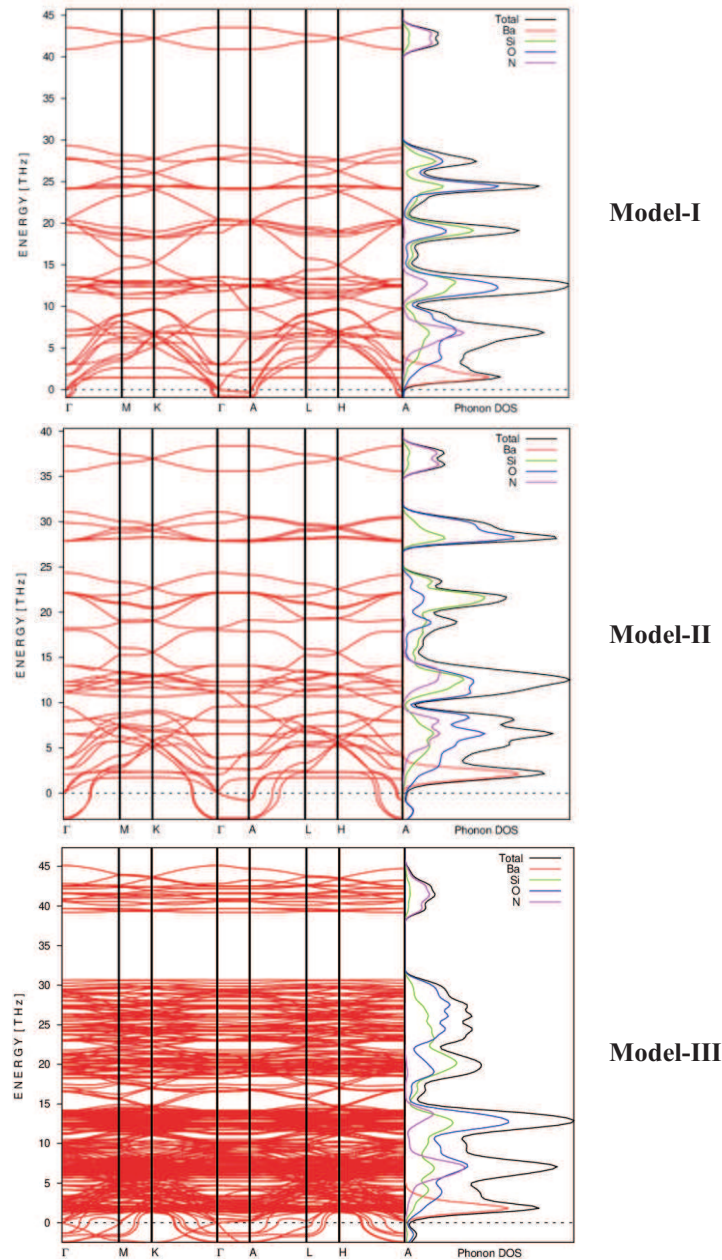 45
40
35
30
25
20
15
10
5
0
ENERGY [THz]
Total
Ba
Si
O
N
Γ M K Γ A L H A Phonon DOS
Model-I
40
35
30
25
20
15
10
5
0
ENERGY [THz]
Total
Ba
Si
O
N
Γ M K Γ A L H A Phonon DOS
Model-II
45
40
35
30
25
20
15
10
5
0
ENERGY [THz]
Total
Ba
Si
O
N
Γ M K Γ A L H A Phonon DOS
Model-III